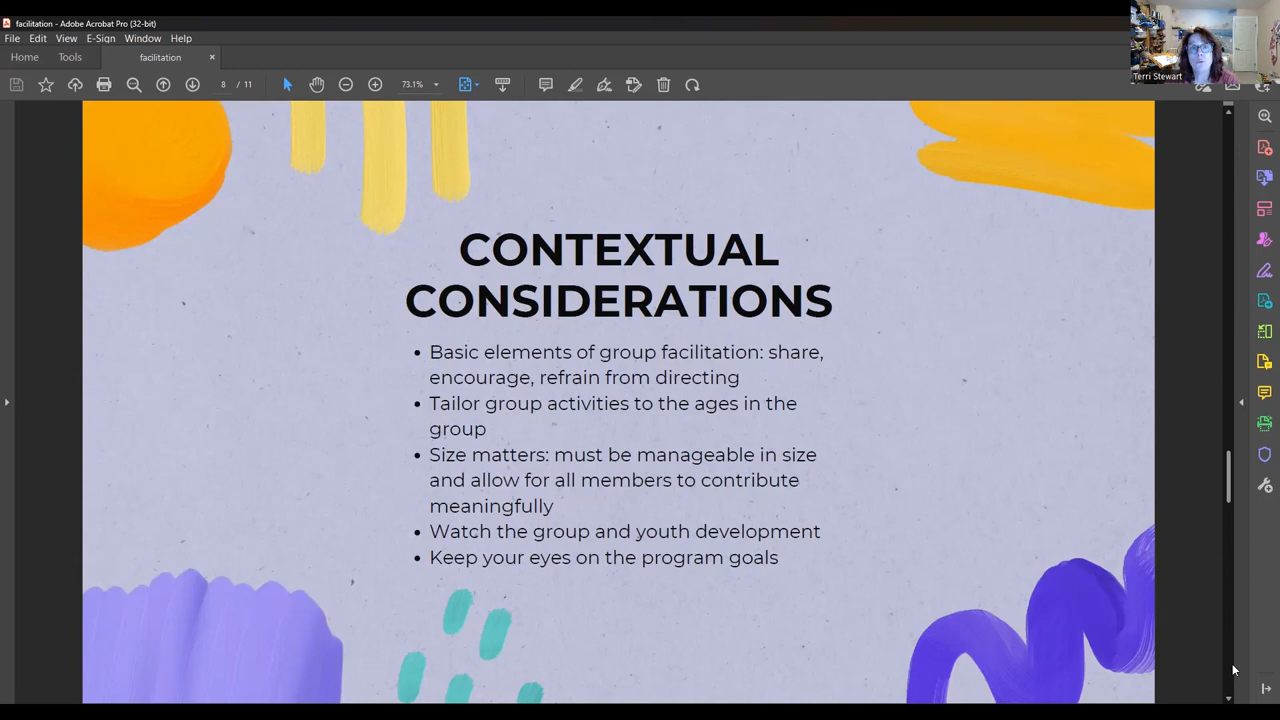 facilitation - Adobe Acrobat Pro (32-bit)
File Edit View E-Sign Window Help
Home Tools facilitation ×
8 / 11 73.1%
Terri Stewart
CONTEXTUAL
CONSIDERATIONS
• Basic elements of group facilitation: share,
encourage, refrain from directing
• Tailor group activities to the ages in the
group
• Size matters: must be manageable in size
and allow for all members to contribute
meaningfully
• Watch the group and youth development
• Keep your eyes on the program goals